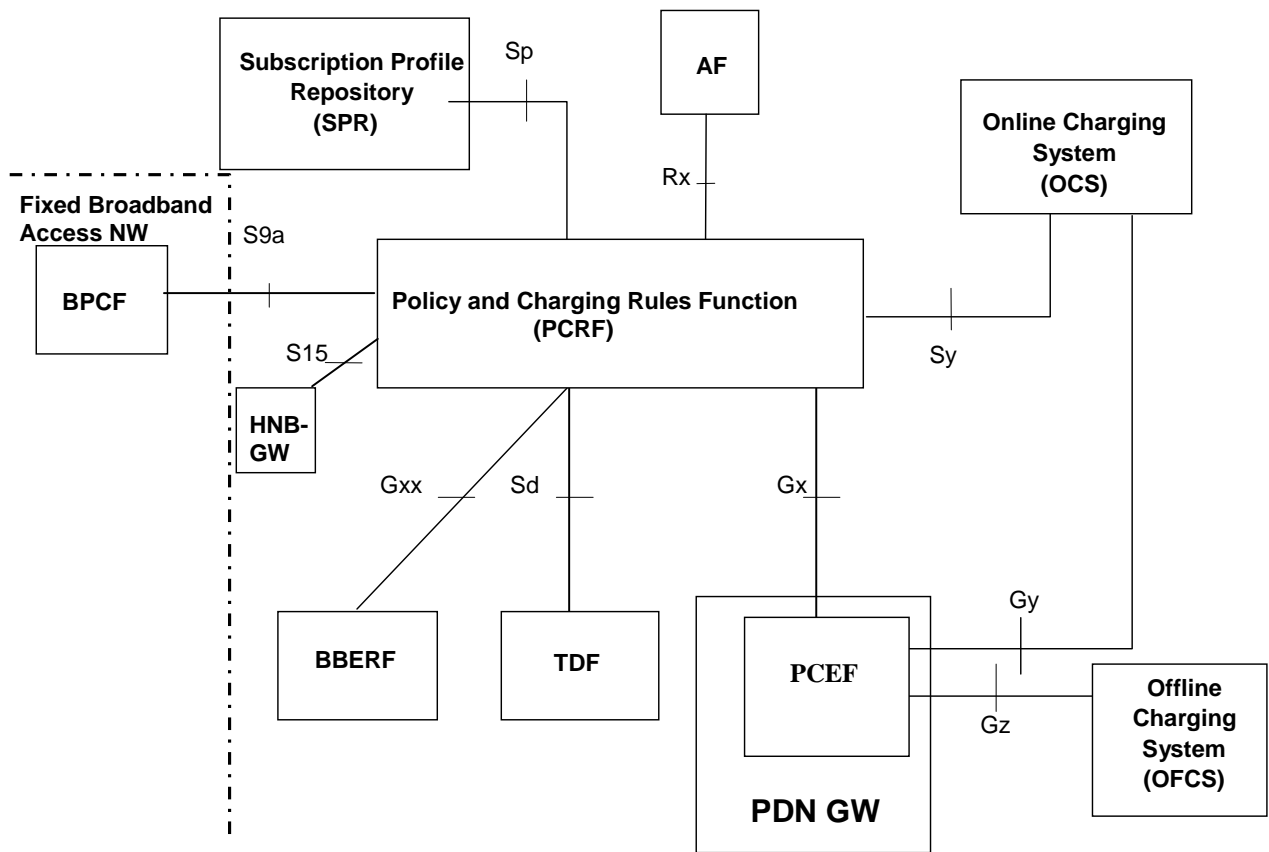 Subscription Profile
Repository
(SPR)
Sp
AF
Online Charging
System
(OCS)
Rx
Fixed Broadband
Access NW
S9a
BPCF
Policy and Charging Rules Function
(PCRF)
Sy
S15
HNB-
GW
Gxx
Sd
Gx
BBERF
TDF
PCEF
Gy
Gz
Offline
Charging
System
(OFCS)
PDN GW